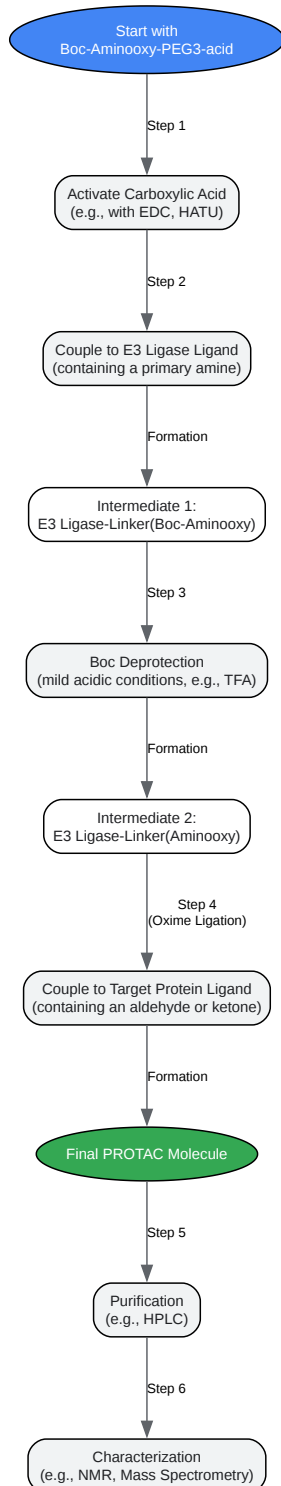 Start with
Boc-Aminooxy-PEG3-acid
Step 1
Activate Carboxylic Acid
(e.g., with EDC, HATU)
Step 2
Couple to E3 Ligase Ligand
(containing a primary amine)
Formation
Intermediate 1:
E3 Ligase-Linker(Boc-Aminooxy)
Step 3
Boc Deprotection
(mild acidic conditions, e.g., TFA)
Formation
Intermediate 2:
E3 Ligase-Linker(Aminooxy)
Step 4
(Oxime Ligation)
Couple to Target Protein Ligand
(containing an aldehyde or ketone)
Formation
Final PROTAC Molecule
Step 5
Purification
(e.g., HPLC)
Step 6
Characterization
(e.g., NMR, Mass Spectrometry)